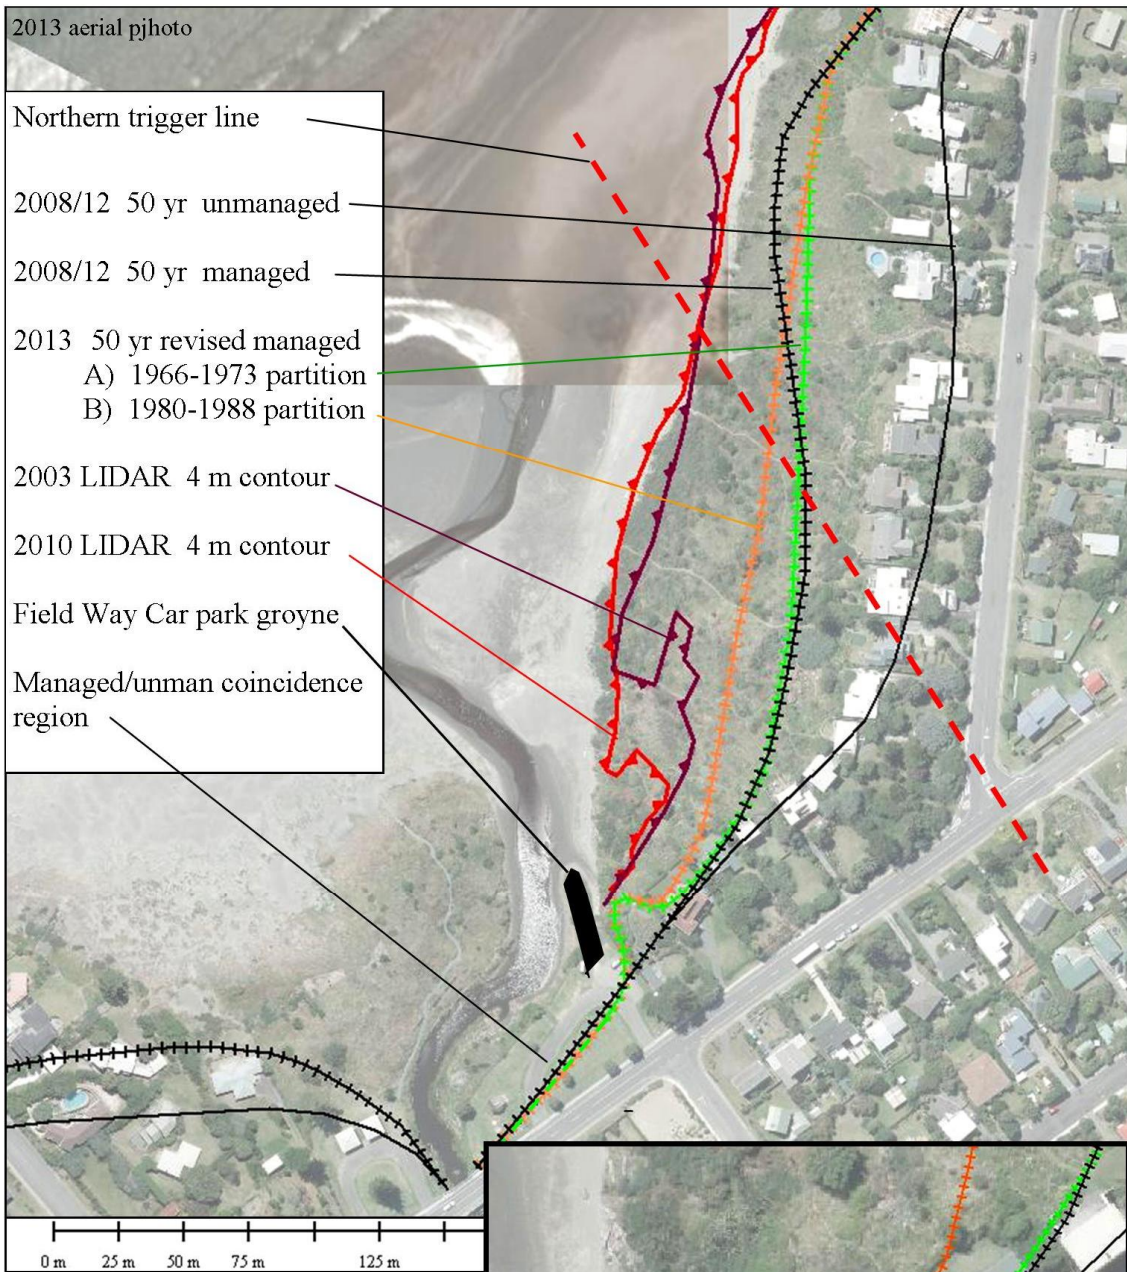 2013 aerial pjhoto
Northern trigger line
2008/12 50 yr unmanaged
2008/12 50 yr managed
2013 50 yr revised managed
A) 1966-1973 partition
B) 1980-1988 partition
2003 LIDAR 4 m contour
2010 LIDAR 4 m contour
Field Way Car park groyne
Managed/unman coincidence
region
0 m 25 m 50 m 75 m 125 m